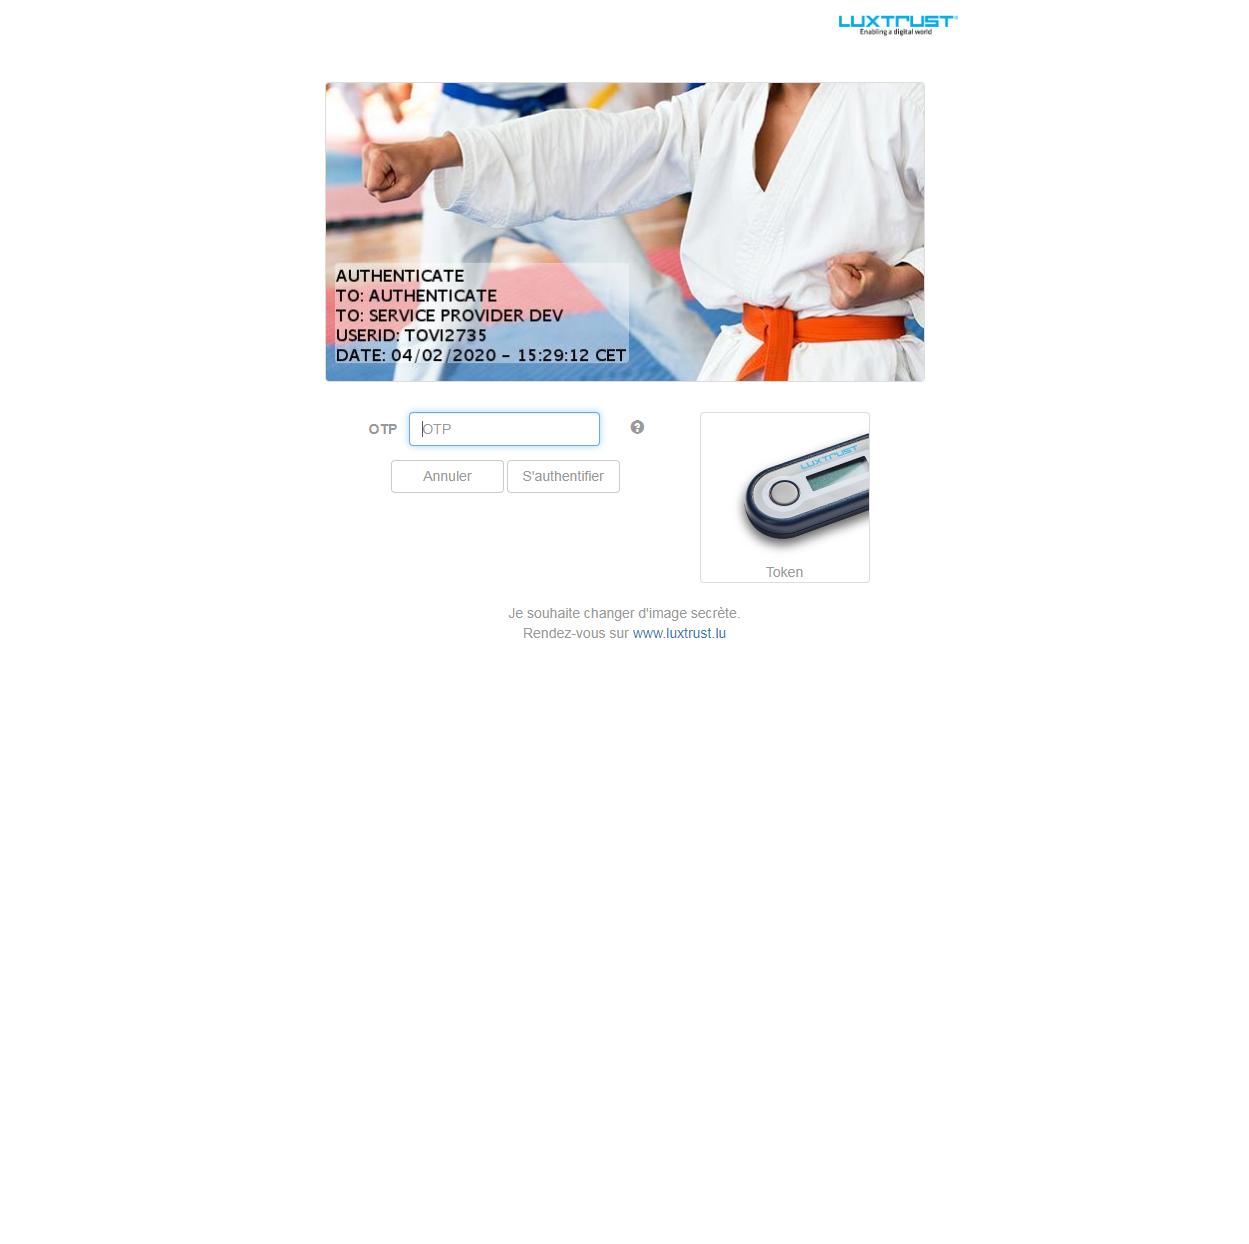 LUXTRUST
Enabling a digital world
AUTHENTICATE
TO: AUTHENTICATE
TO: SERVICE PROVIDER DEV
USERID: TOVI2735
DATE: 04/02/2020 - 15:29:12 CET
OTP OTP
Annuler S'authentifier
LUXTRUST
Token
Je souhaite changer d'image secrète.
Rendez-vous sur www.luxtrust.lu